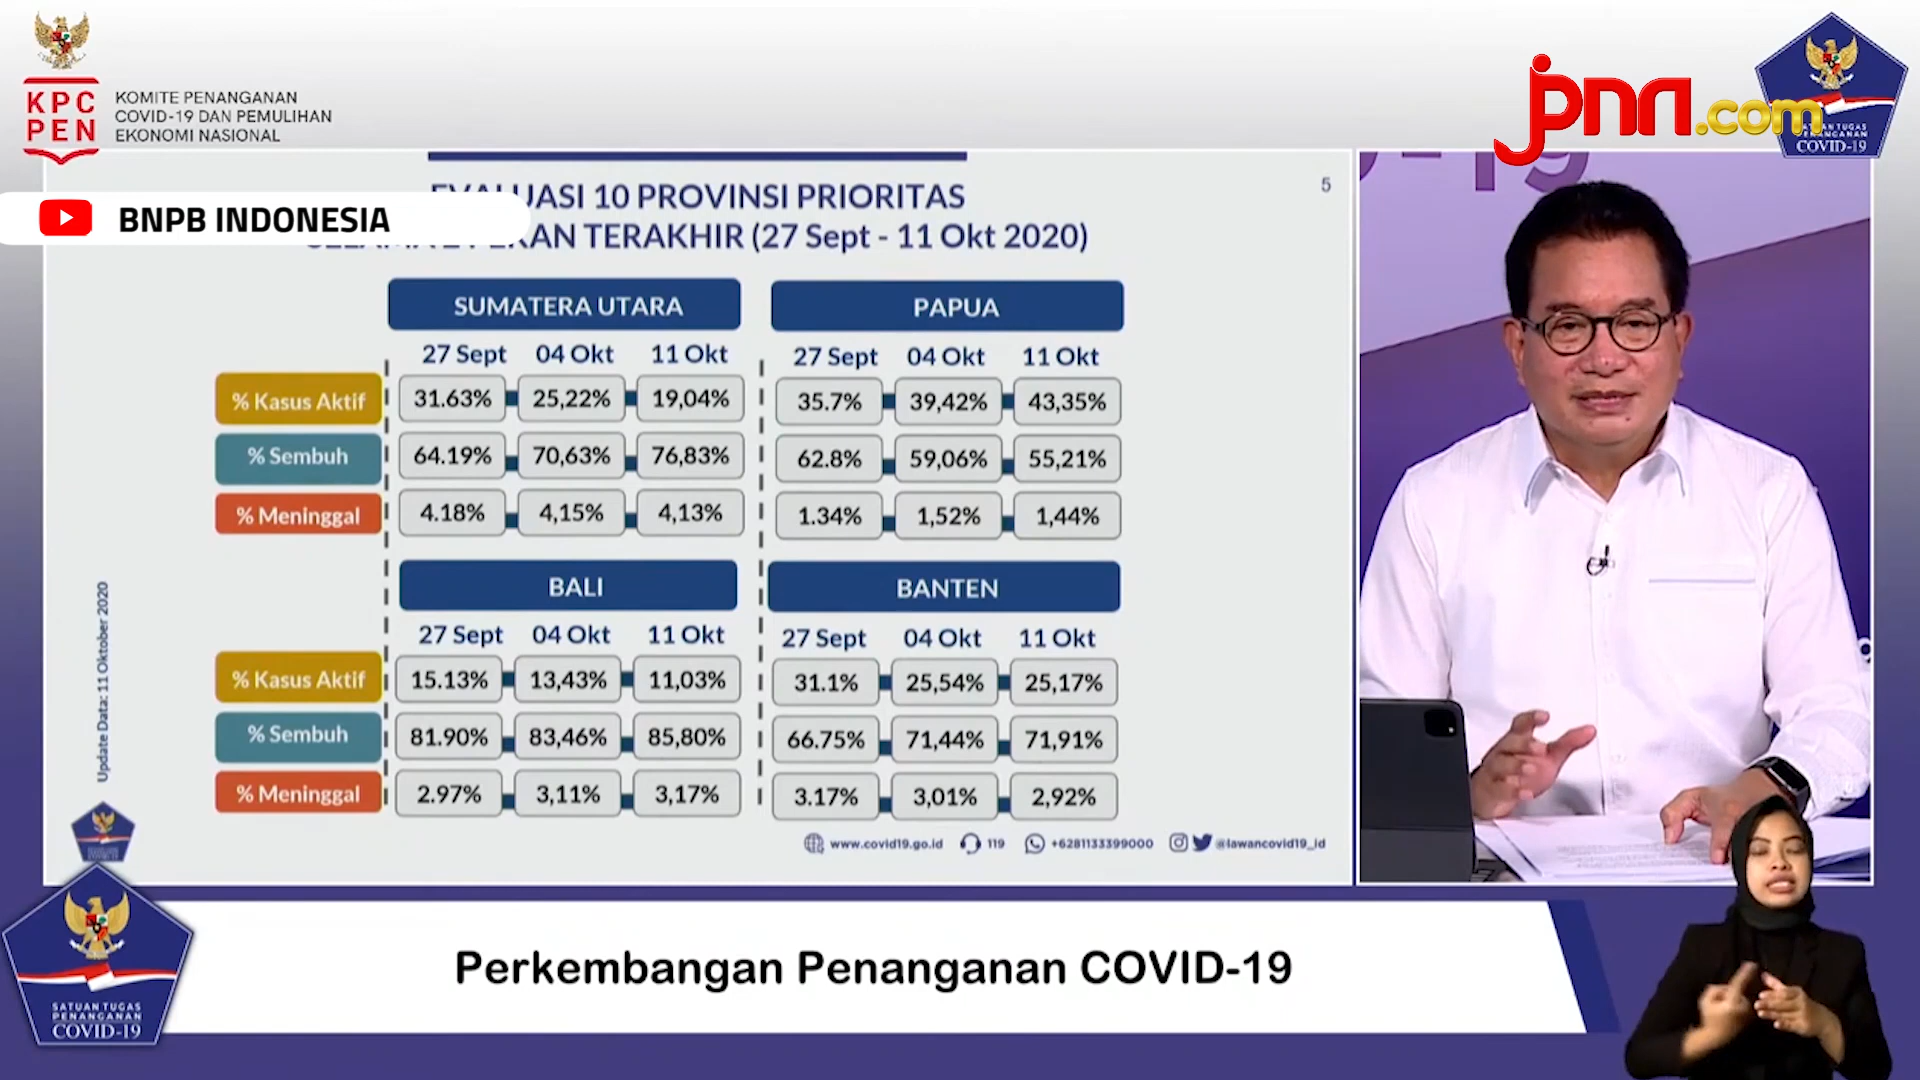 KPC
PEN
KOMITE PENANGANAN
COVID-19 DAN PEMULIHAN
EKONOMI NASIONAL
jpnn.com
COVID-19
BNPB INDONESIA
10 PROVINSI PRIORITAS
TERAKHIR (27 Sept - 11 Okt 2020)
5
SUMATERA UTARA
27 Sept 04 Okt 11 Okt
% Kasus Aktif 31.63% 25,22% 19,04%
% Sembuh 64.19% 70,63% 76,83%
% Meninggal 4.18% 4,15% 4,13%
PAPUA
27 Sept 04 Okt 11 Okt
35.7% 39,42% 43,35%
62.8% 59,06% 55,21%
1.34% 1,52% 1,44%
BALI
27 Sept 04 Okt 11 Okt
% Kasus Aktif 15.13% 13,43% 11,03%
% Sembuh 81.90% 83,46% 85,80%
% Meninggal 2.97% 3,11% 3,17%
BANTEN
27 Sept 04 Okt 11 Okt
31.1% 25,54% 25,17%
66.75% 71,44% 71,91%
3.17% 3,01% 2,92%
Update Data: 11 Oktober 2020
www.covid19.go.id 119 +6281133399000 @lawancovid19_id
SATUAN TUGAS
PENANGANAN
COVID-19
Perkembangan Penanganan COVID-19